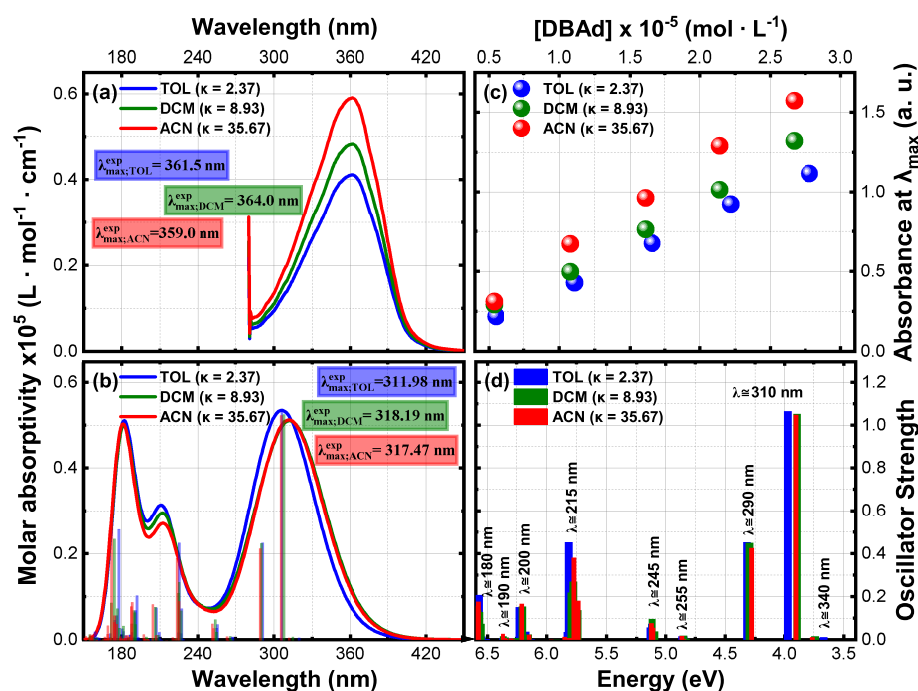 Wavelength (nm)
180 240 300 360 420
[DBAd] x 10⁻⁵ (mol · L⁻¹)
0.5 1.0 1.5 2.0 2.5 3.0
Molar absorptivity x10⁵ (L · mol⁻¹ · cm⁻¹)
(a)
TOL (κ = 2.37)
DCM (κ = 8.93)
ACN (κ = 35.67)
λ^exp_max;TOL= 361.5 nm
λ^exp_max;DCM= 364.0 nm
λ^exp_max;ACN=359.0 nm
0.6
0.4
0.2
0.0
(c)
TOL (κ = 2.37)
DCM (κ = 8.93)
ACN (κ = 35.67)
1.5
1.0
0.5
0.0
Absorbance at λ_max (a. u.)
(b)
TOL (κ = 2.37)
DCM (κ = 8.93)
ACN (κ = 35.67)
λ^exp_max;TOL=311.98 nm
λ^exp_max;DCM= 318.19 nm
λ^exp_max;ACN=317.47 nm
0.6
0.4
0.2
0.0
180 240 300 360 420
Wavelength (nm)
(d)
TOL (κ = 2.37)
DCM (κ = 8.93)
ACN (κ = 35.67)
λ≅310 nm
λ≅180 nm
λ≅190 nm
λ≅200 nm
λ≅215 nm
λ≅245 nm
λ≅255 nm
λ≅290 nm
λ≅340 nm
1.2
1.0
0.8
0.6
0.4
0.2
0.0
Oscillator Strength
6.5 6.0 5.5 5.0 4.5 4.0 3.5
Energy (eV)